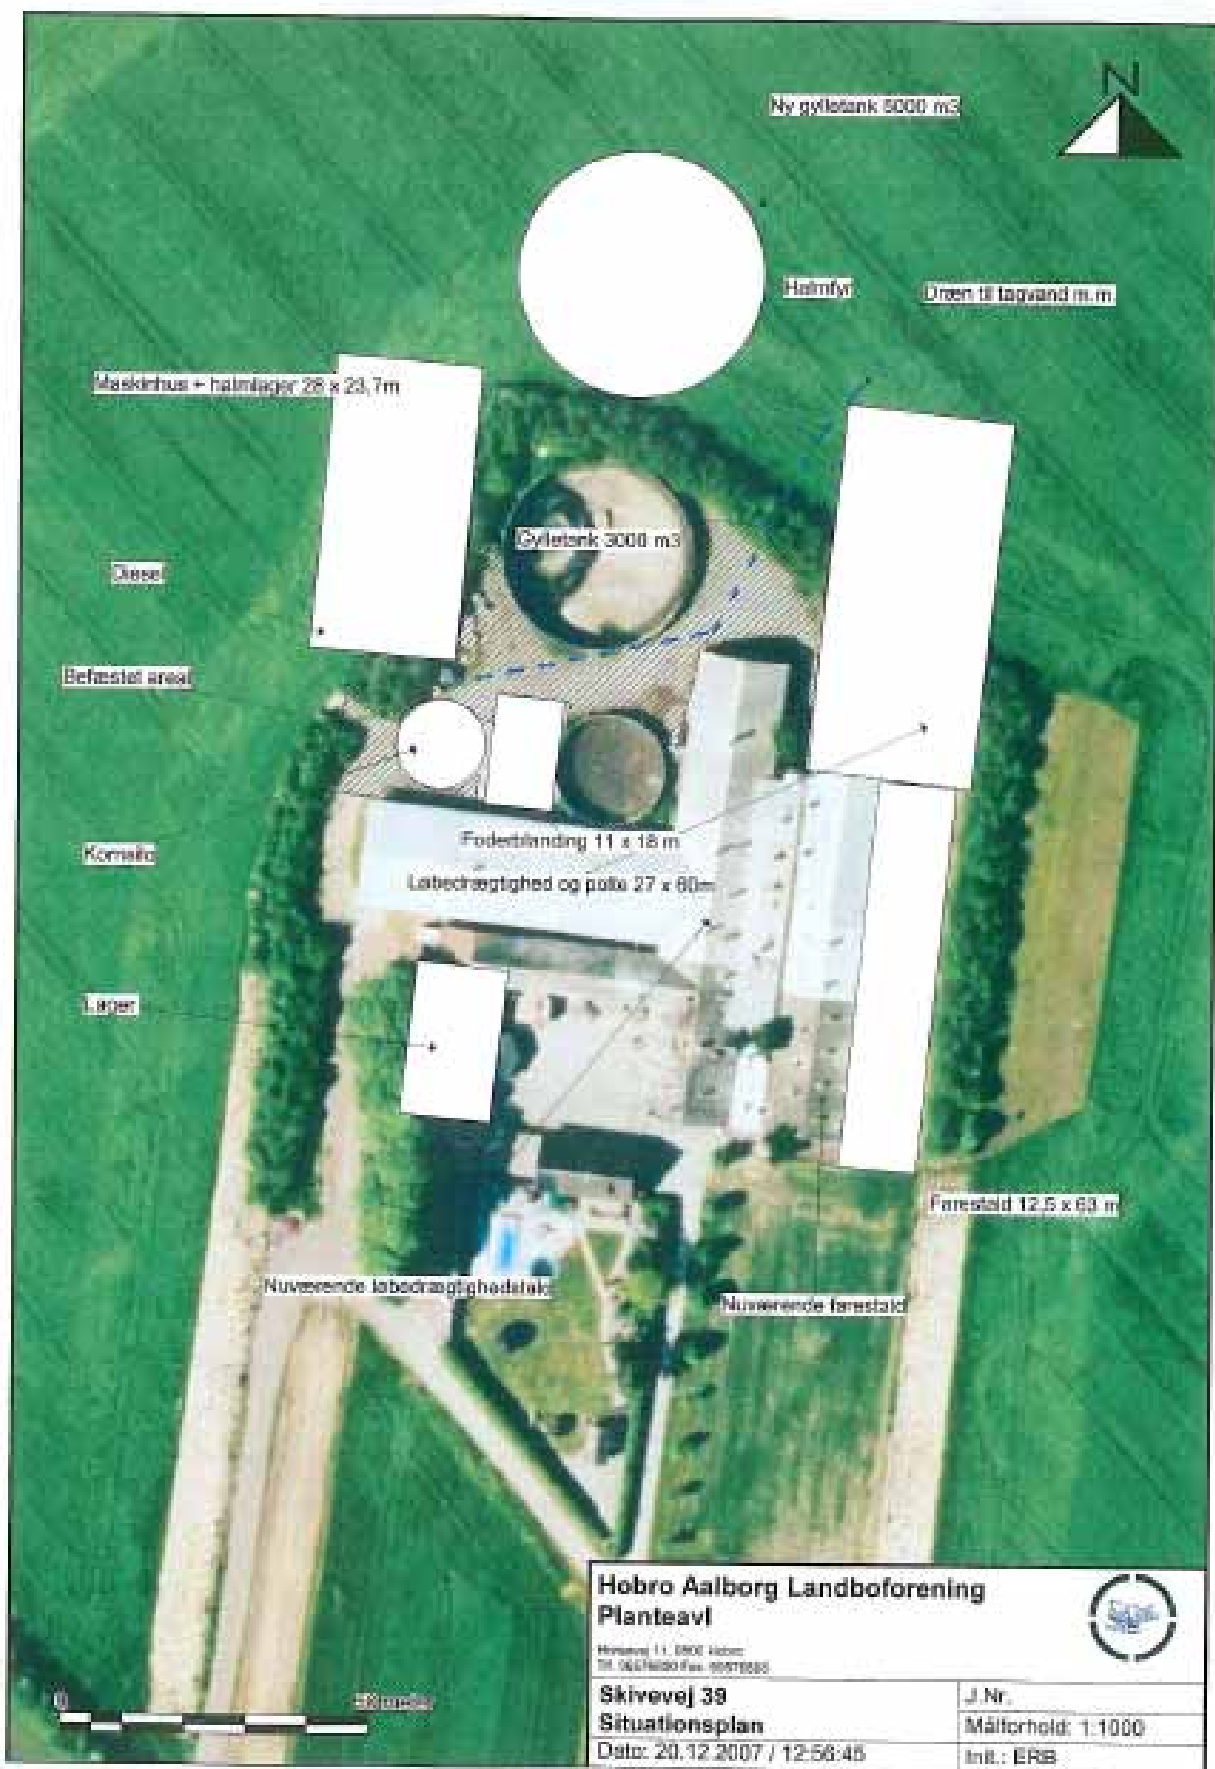 N
Ny gylletank 5000 m3
Halmfyr
Dræn til tagvand m.m.
Maskinhus + halmlager 28 x 23,7m
Gylletank 3000 m3
Diesel
Befæstet areal
Foderblanding 11 x 18 m
Kornsilo
Løbedrægtighed og polte 27 x 60m
Lager
Farestald 12,5 x 63 m
Nuværende løbedrægtighedstald
Nuværende farestald
Hobro Aalborg Landboforening
Planteavl
Skivevej 39
Situationsplan
Dato: 20.12.2007 / 12:56:45
J.Nr.
Målforhold: 1:1000
Init.: ERB
0